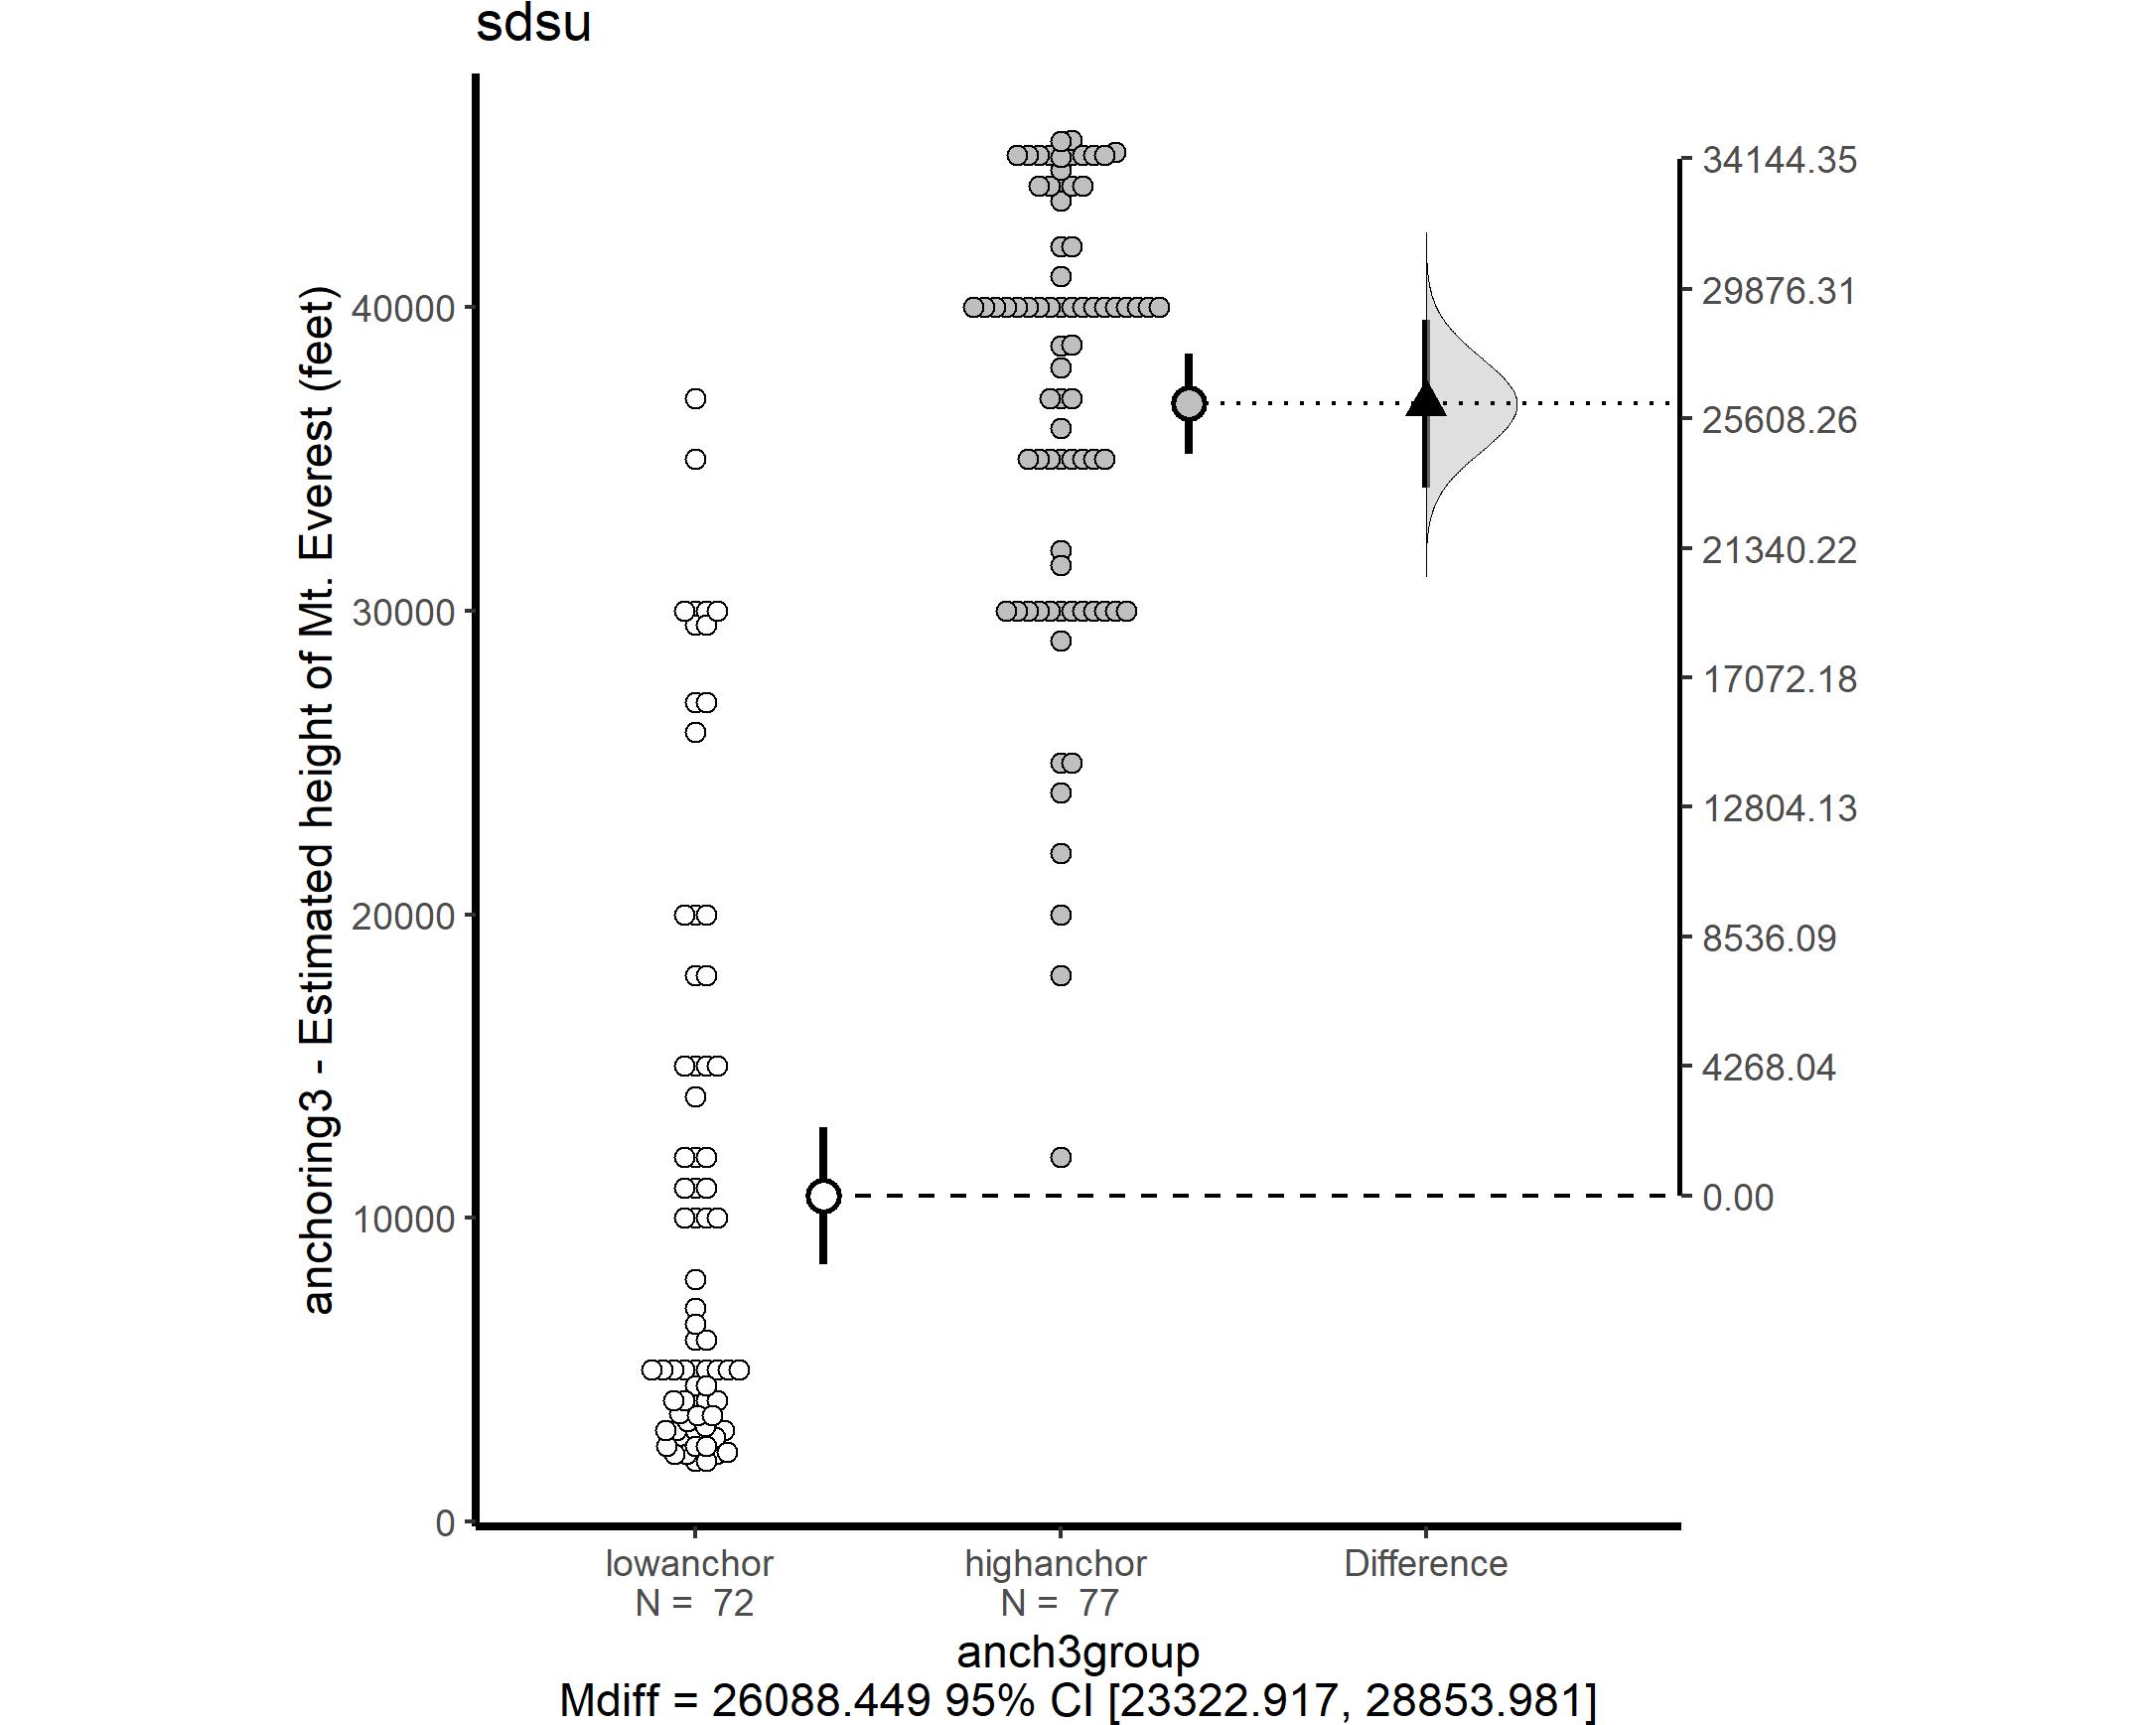 sdsu
anchoring3 - Estimated height of Mt. Everest (feet)
40000
30000
20000
10000
0
34144.35
29876.31
25608.26
21340.22
17072.18
12804.13
8536.09
4268.04
0.00
lowanchor
N = 72
highanchor
N = 77
Difference
anch3group
Mdiff = 26088.449 95% CI [23322.917, 28853.981]